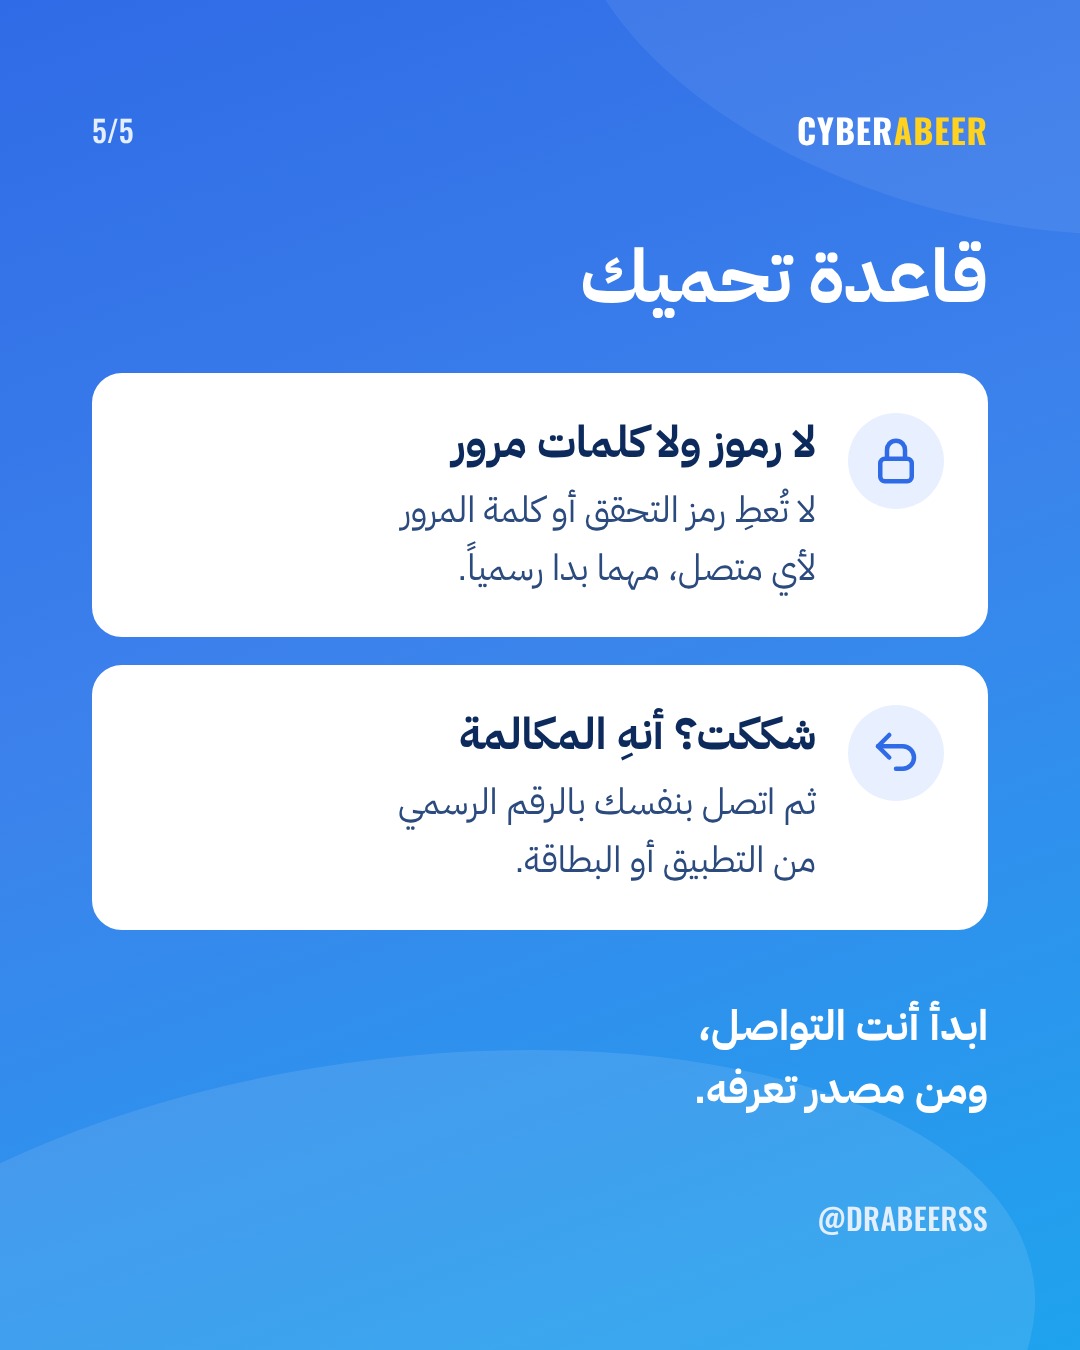 5/5
CYBERABEER
قاعدة تحميك
لا رموز ولا كلمات مرور
لا تُعطِ رمز التحقق أو كلمة المرور
لأي متصل، مهما بدا رسمياً.
شككت؟ أنهِ المكالمة
ثم اتصل بنفسك بالرقم الرسمي
من التطبيق أو البطاقة.
ابدأ أنت التواصل،
ومن مصدر تعرفه.
@DRABEERSS